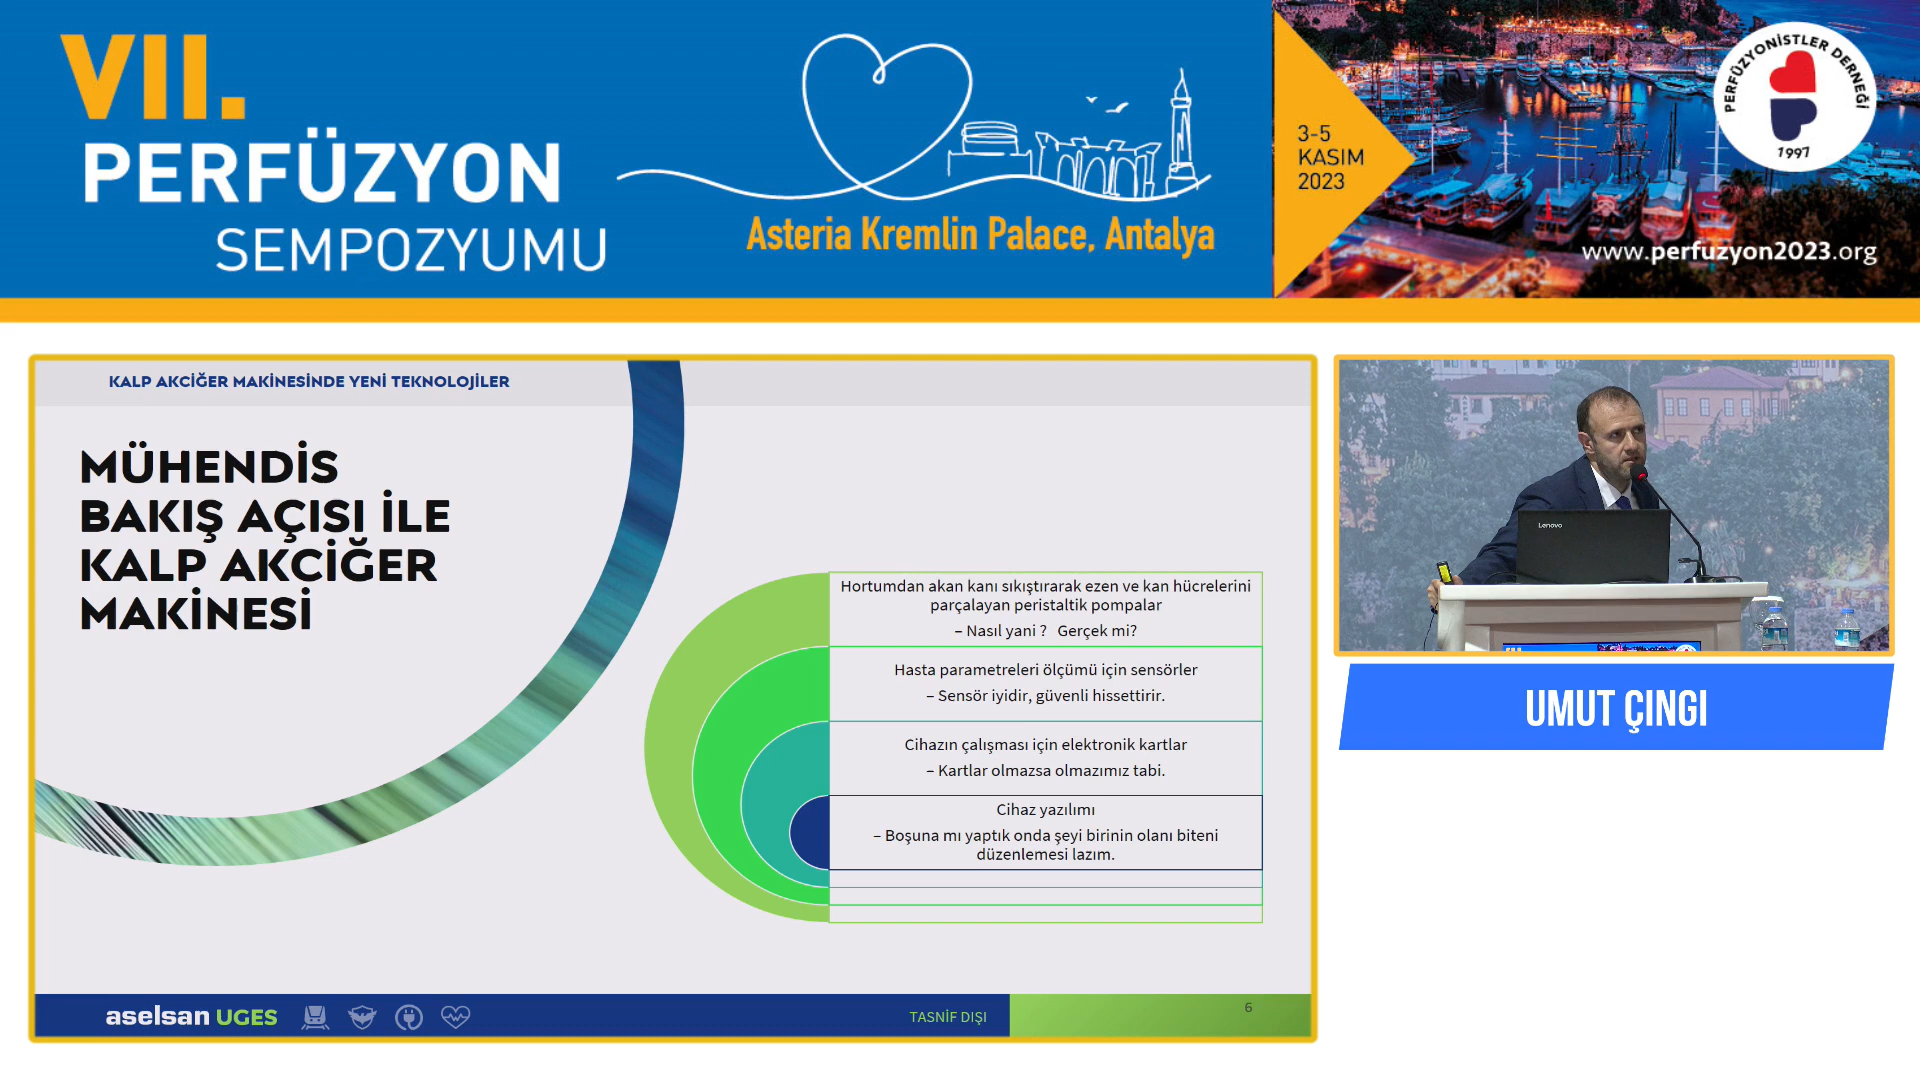 VII.
PERFÜZYON
SEMPOZYUMU
Asteria Kremlin Palace, Antalya
3-5
KASIM
2023
PERFÜZYONİSTLER DERNEĞİ
1997
www.perfuzyon2023.org
KALP AKCİĞER MAKİNESİNDE YENİ TEKNOLOJİLER
MÜHENDİS
BAKIŞ AÇISI İLE
KALP AKCİĞER
MAKİNESİ
Hortumdan akan kanı sıkıştırarak ezen ve kan hücrelerini
parçalayan peristaltik pompalar
– Nasıl yani ? Gerçek mi?
Hasta parametreleri ölçümü için sensörler
– Sensör iyidir, güvenli hissettirir.
Cihazın çalışması için elektronik kartlar
– Kartlar olmazsa olmazımız tabi.
Cihaz yazılımı
– Boşuna mı yaptık onda şeyi birinin olanı biteni
düzenlemesi lazım.
aselsan UGES
TASNİF DIŞI
6
Lenovo
VII.
UMUT ÇINGI